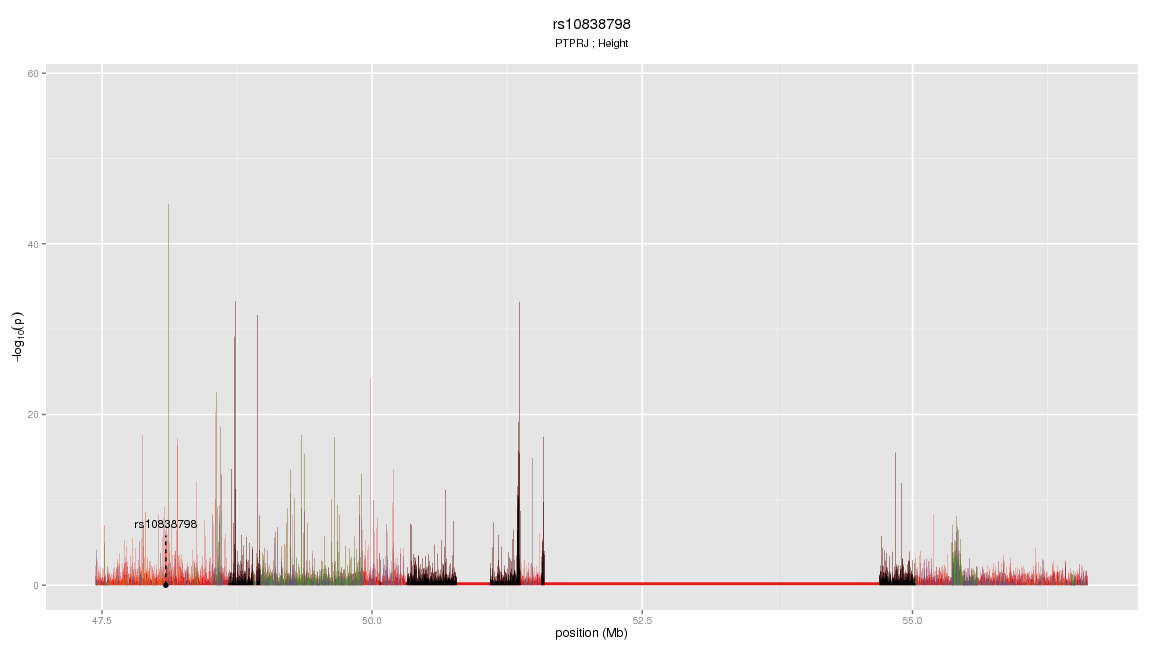 rs10838798
PTPRJ ; Height
60
40
20
0
−log10(p)
rs10838798
47.5 50.0 52.5 55.0
position (Mb)